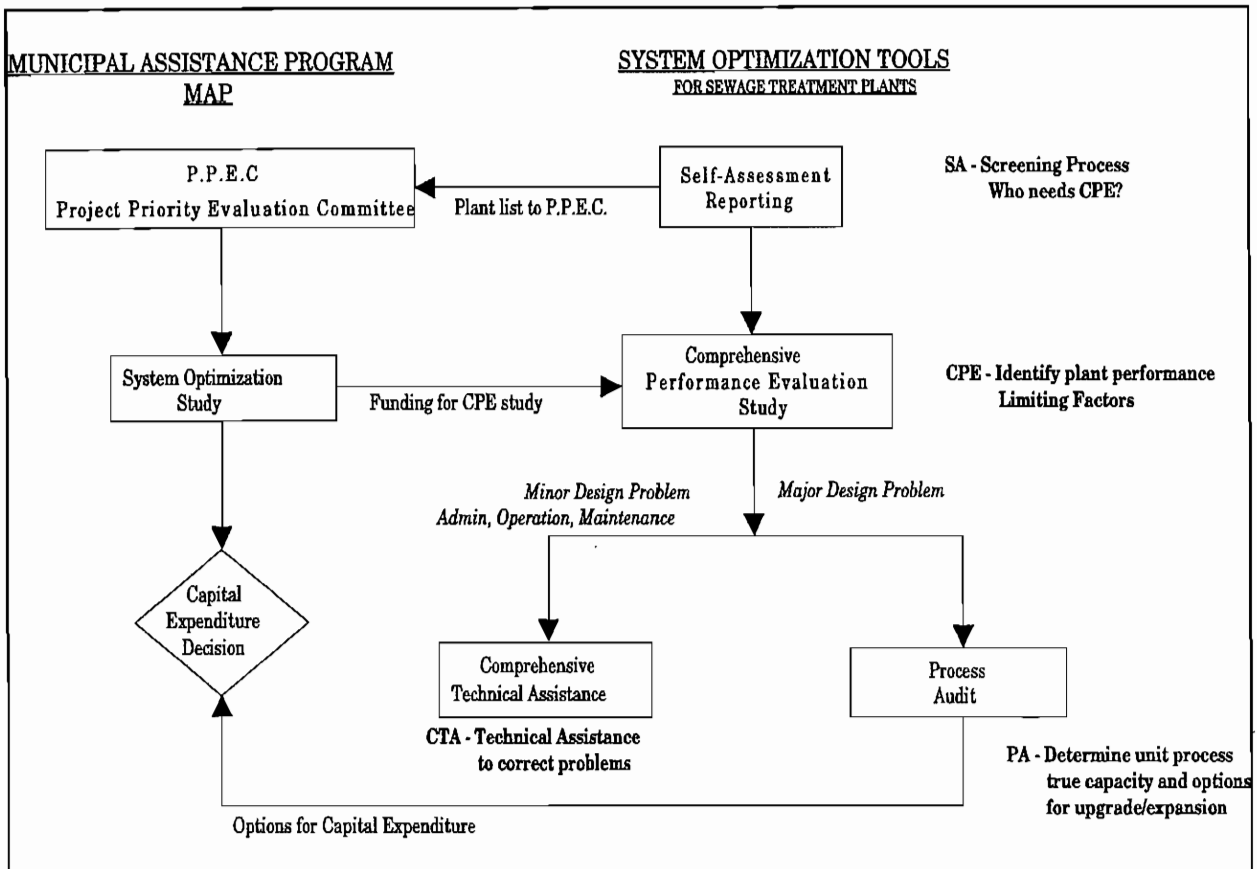 MUNICIPAL ASSISTANCE PROGRAM
MAP
SYSTEM OPTIMIZATION TOOLS
FOR SEWAGE TREATMENT PLANTS
P.P.E.C
Project Priority Evaluation Committee
Plant list to P.P.E.C.
Self-Assessment
Reporting
SA - Screening Process
Who needs CPE?
System Optimization
Study
Funding for CPE study
Comprehensive
Performance Evaluation
Study
CPE - Identify plant performance
Limiting Factors
Minor Design Problem
Admin, Operation, Maintenance
Major Design Problem
Capital
Expenditure
Decision
Comprehensive
Technical Assistance
CTA - Technical Assistance
to correct problems
Process
Audit
PA - Determine unit process
true capacity and options
for upgrade/expansion
Options for Capital Expenditure